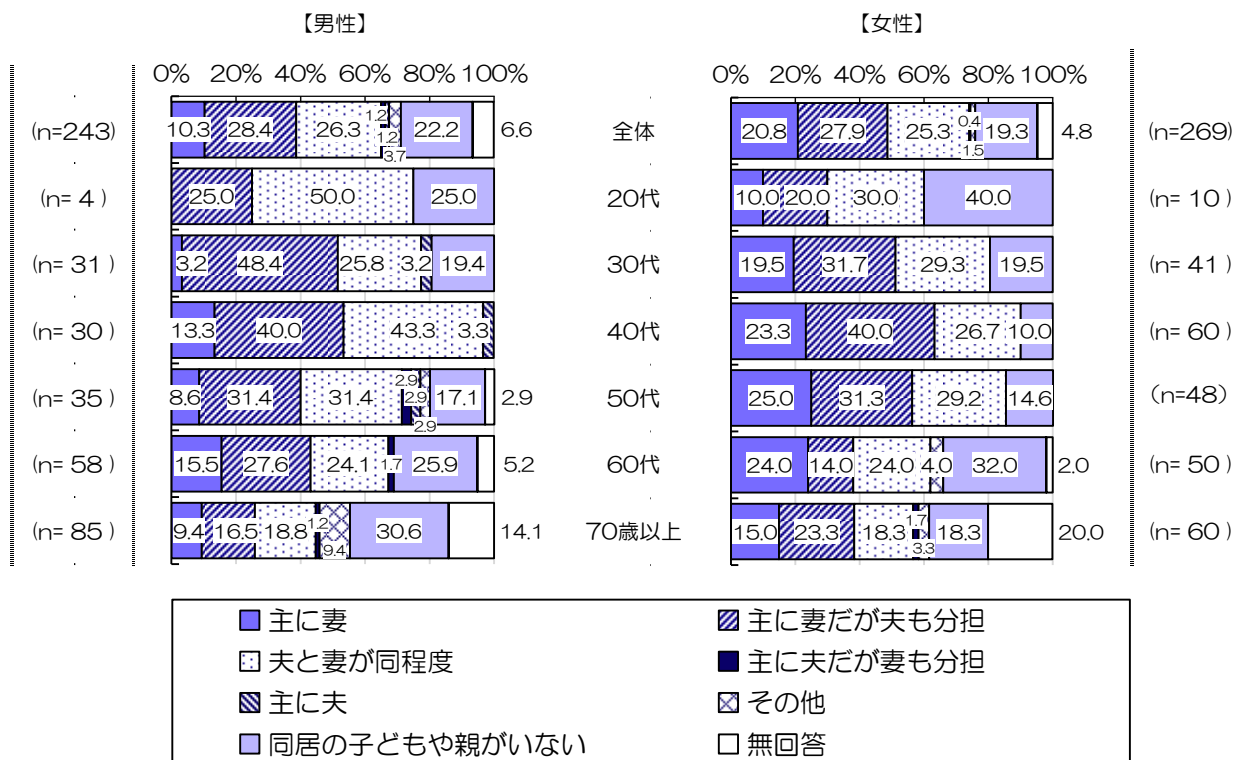 【男性】 【女性】
0% 20% 40% 60% 80% 100% 0% 20% 40% 60% 80% 100%
(n=243) 10.3 28.4 26.3 1.2 1.2 3.7 22.2 6.6 全体 20.8 27.9 25.3 0.4 1.5 19.3 4.8 (n=269)
(n= 4 ) 25.0 50.0 25.0 20代 10.0 20.0 30.0 40.0 (n= 10 )
(n= 31 ) 3.2 48.4 25.8 3.2 19.4 30代 19.5 31.7 29.3 19.5 (n= 41 )
(n= 30 ) 13.3 40.0 43.3 3.3 40代 23.3 40.0 26.7 10.0 (n= 60 )
(n= 35 ) 8.6 31.4 31.4 2.9 2.9 2.9 17.1 2.9 50代 25.0 31.3 29.2 14.6 (n=48)
(n= 58 ) 15.5 27.6 24.1 1.7 25.9 5.2 60代 24.0 14.0 24.0 4.0 32.0 2.0 (n= 50 )
(n= 85 ) 9.4 16.5 18.8 1.2 9.4 30.6 14.1 70歳以上 15.0 23.3 18.3 1.7 3.3 18.3 20.0 (n= 60 )
主に妻 主に妻だが夫も分担
夫と妻が同程度 主に夫だが妻も分担
主に夫 その他
同居の子どもや親がいない 無回答